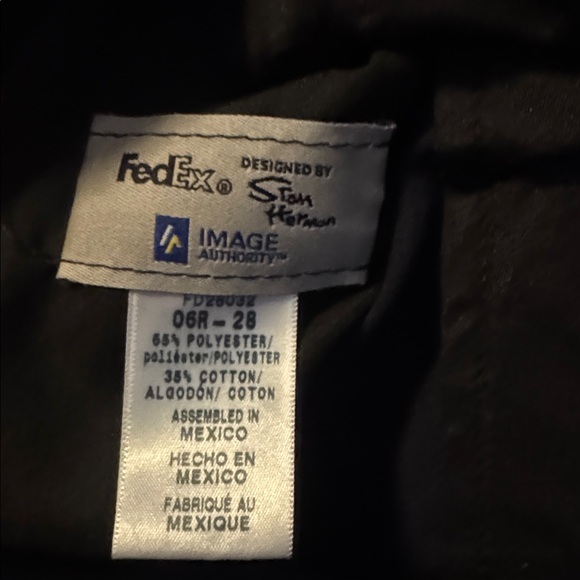 FedEx®
DESIGNED BY
Stan
Herman
IMAGE
AUTHORITY™
FD28032
06R - 28
65% POLYESTER/
poliéster/POLYESTER
35% COTTON/
ALGODÓN/ COTON
ASSEMBLED IN
MEXICO
HECHO EN
MEXICO
FABRIQUÉ AU
MEXIQUE